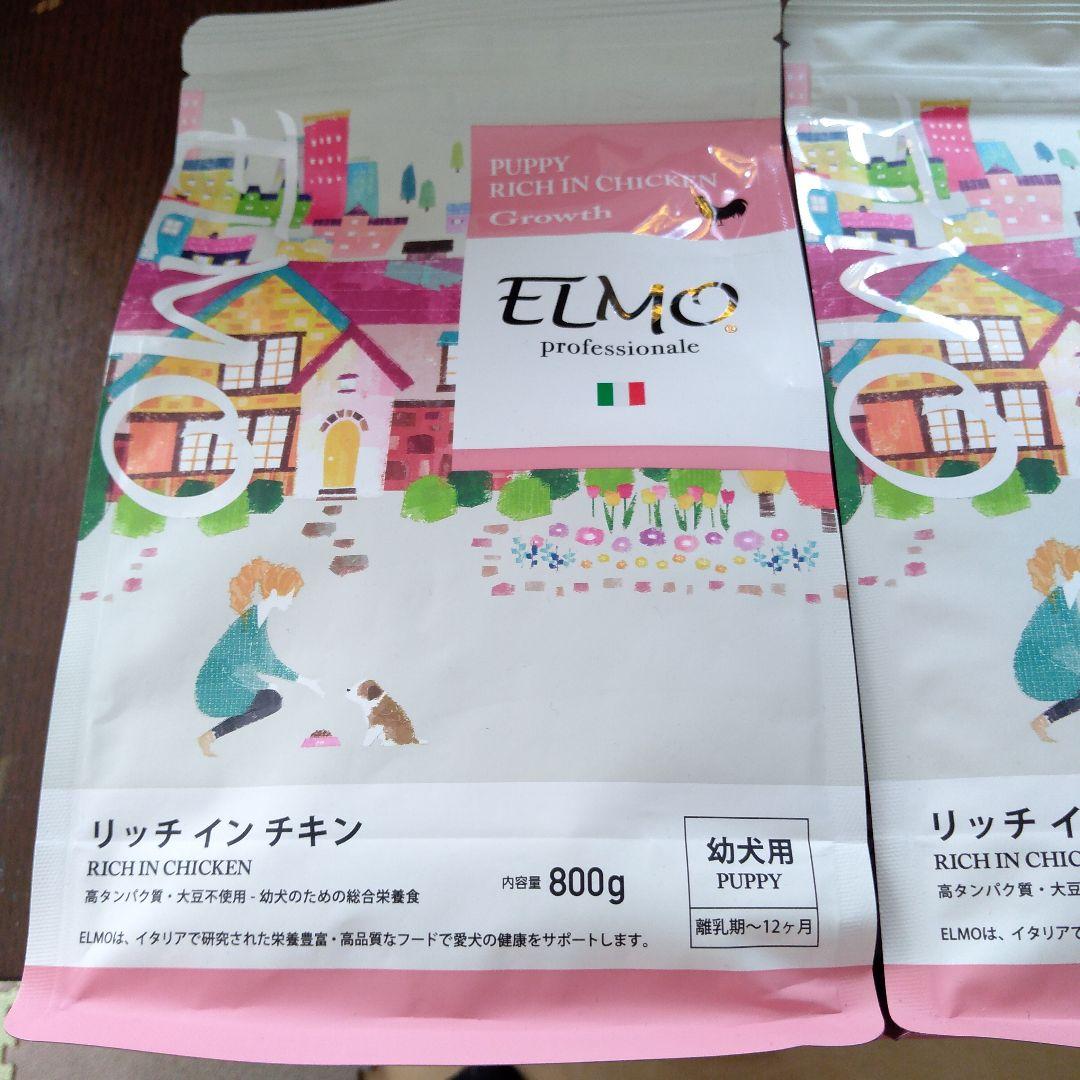 PUPPY
RICH IN CHICKEN
Growth
ELMO
professionale
ELMO
リッチ イン チキン
RICH IN CHICKEN
高タンパク質・大豆不使用 - 幼犬のための総合栄養食
内容量 800g
幼犬用
PUPPY
離乳期～12ヶ月
ELMOは、イタリアで研究された栄養豊富・高品質なフードで愛犬の健康をサポートします。
リッチ イ
RICH IN CHIC
高タンパク質・大豆
ELMOは、イタリアで